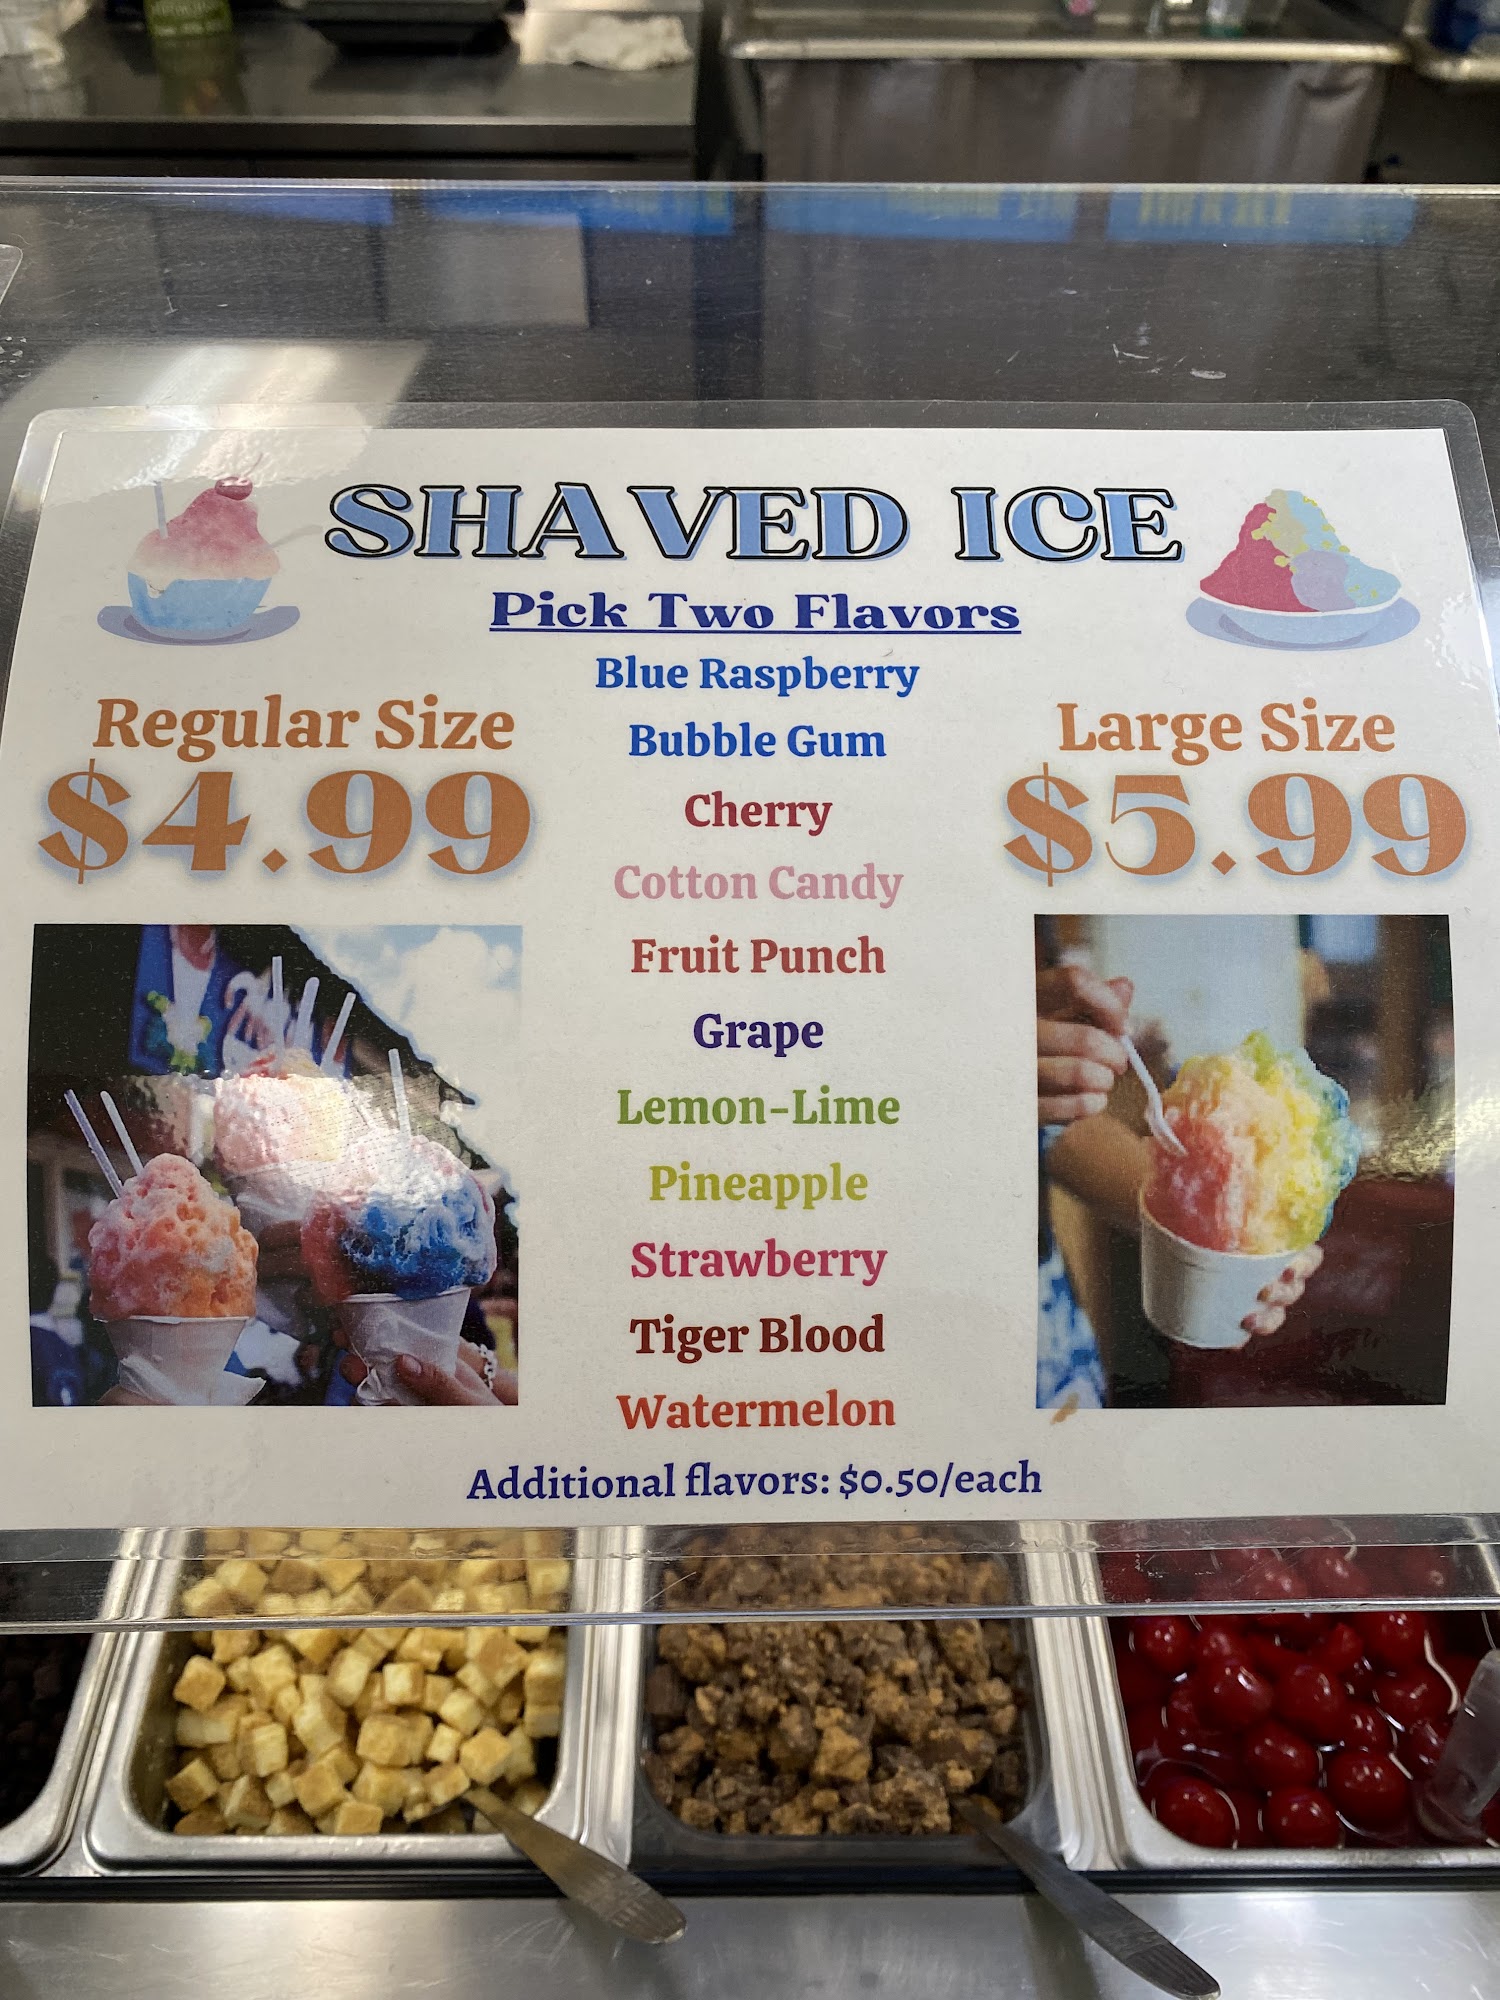 SHAVED ICE
Pick Two Flavors
Regular Size
$4.99
Blue Raspberry
Bubble Gum
Cherry
Cotton Candy
Fruit Punch
Grape
Lemon-Lime
Pineapple
Strawberry
Tiger Blood
Watermelon
Large Size
$5.99
Additional flavors: $0.50/each